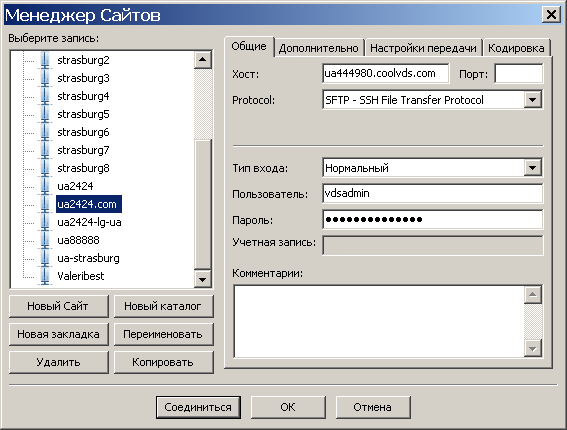 Менеджер Сайтов
Выберите запись:
strasburg2
strasburg3
strasburg4
strasburg5
strasburg6
strasburg7
strasburg8
ua2424
ua2424.com
ua2424-lg-ua
ua88888
ua-strasburg
Valeribest
Новый Сайт Новый каталог
Новая закладка Переименовать
Удалить Копировать
Общие Дополнительно Настройки передачи Кодировка
Хост: ua444980.coolvds.com Порт:
Protocol: SFTP - SSH File Transfer Protocol
Тип входа: Нормальный
Пользователь: vdsadmin
Пароль: ●●●●●●●●●●●●●●
Учетная запись:
Комментарии:
Соединиться OK Отмена